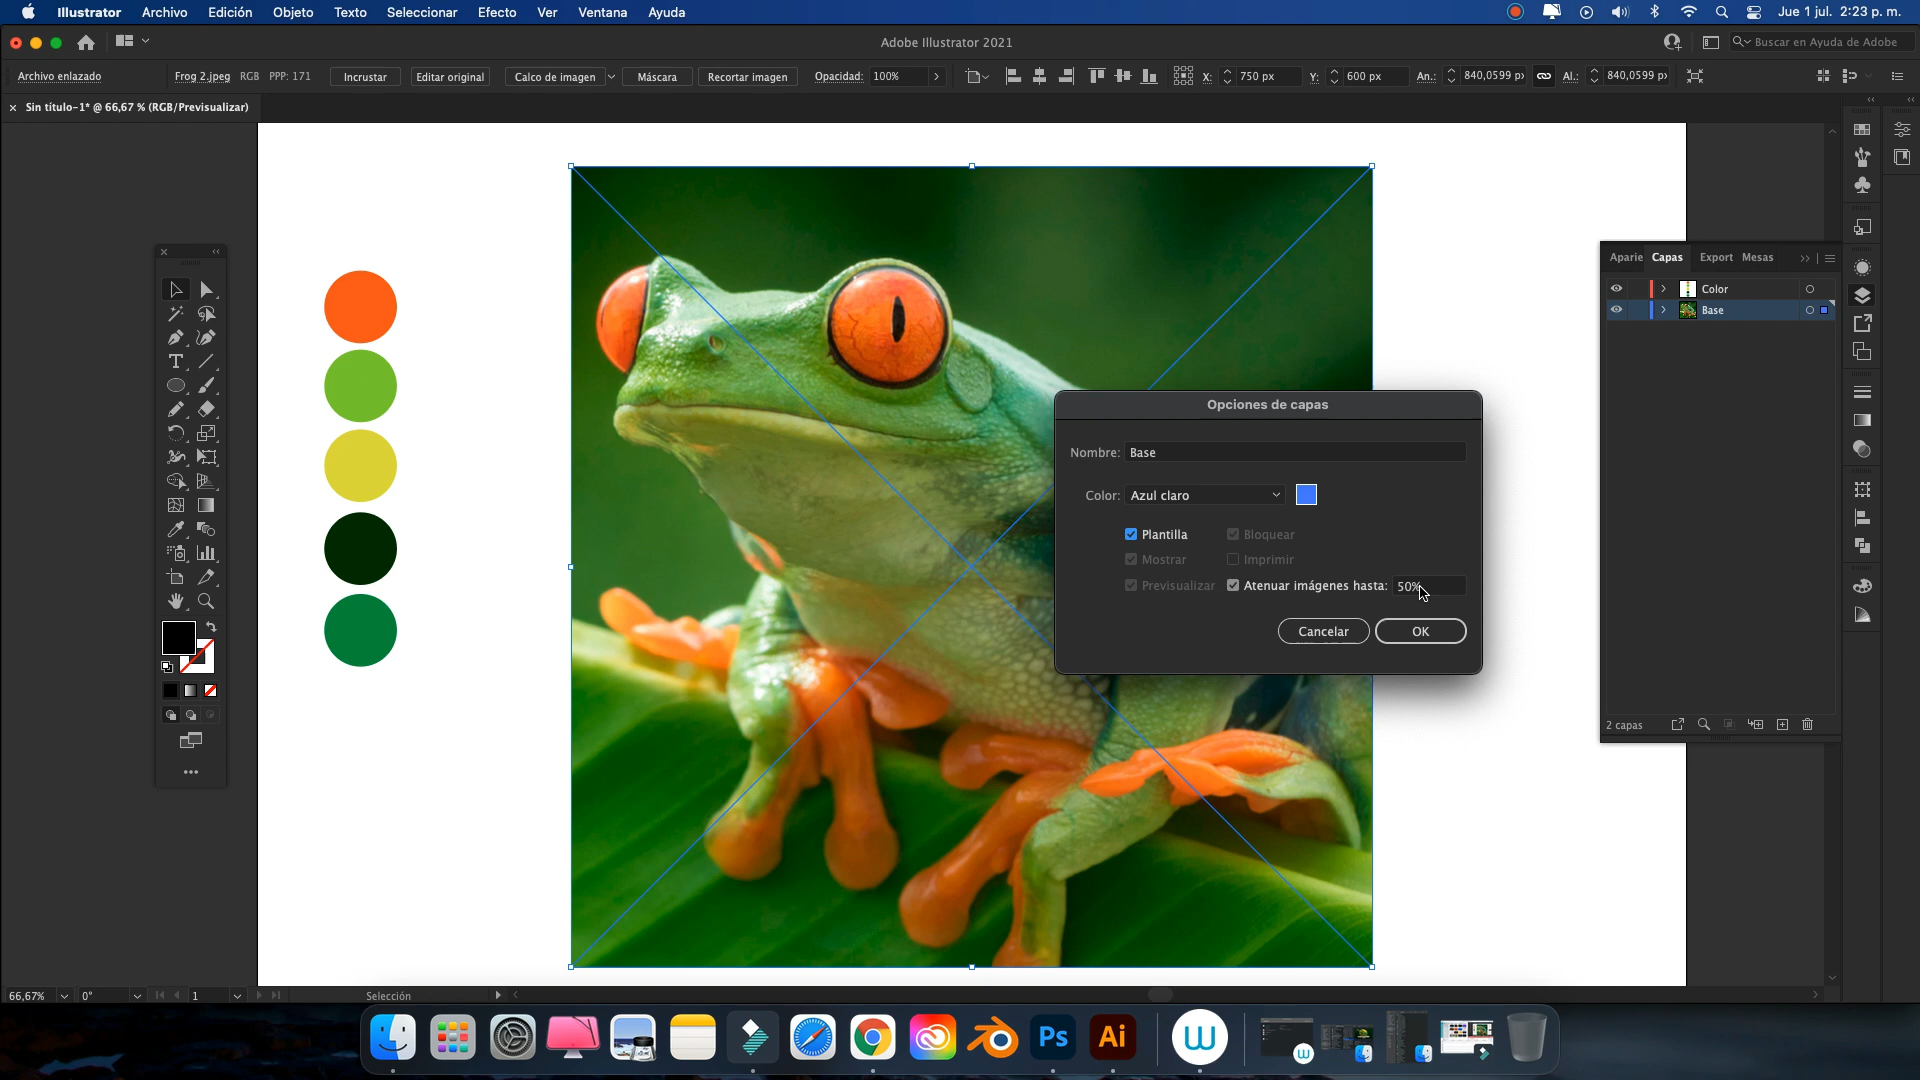 Illustrator Archivo Edición Objeto Texto Seleccionar Efecto Ver Ventana Ayuda Jue 1 jul. 2:23 p. m.
Adobe Illustrator 2021 Buscar en Ayuda de Adobe
Archivo enlazado Frog 2.jpeg RGB PPP: 171 Incrustar Editar original Calco de imagen Máscara Recortar imagen Opacidad: 100% X: 750 px Y: 600 px An.: 840,0599 px Al.: 840,0599 px
Sin título-1* @ 66,67 % (RGB/Previsualizar)
Aparie Capas Export Mesas
Color
Base
Opciones de capas
Nombre: Base
Color: Azul claro
Plantilla Bloquear
Mostrar Imprimir
Previsualizar Atenuar imágenes hasta: 50%
Cancelar OK
2 capas
66,67% 0° 1 Selección
Ps Ai W